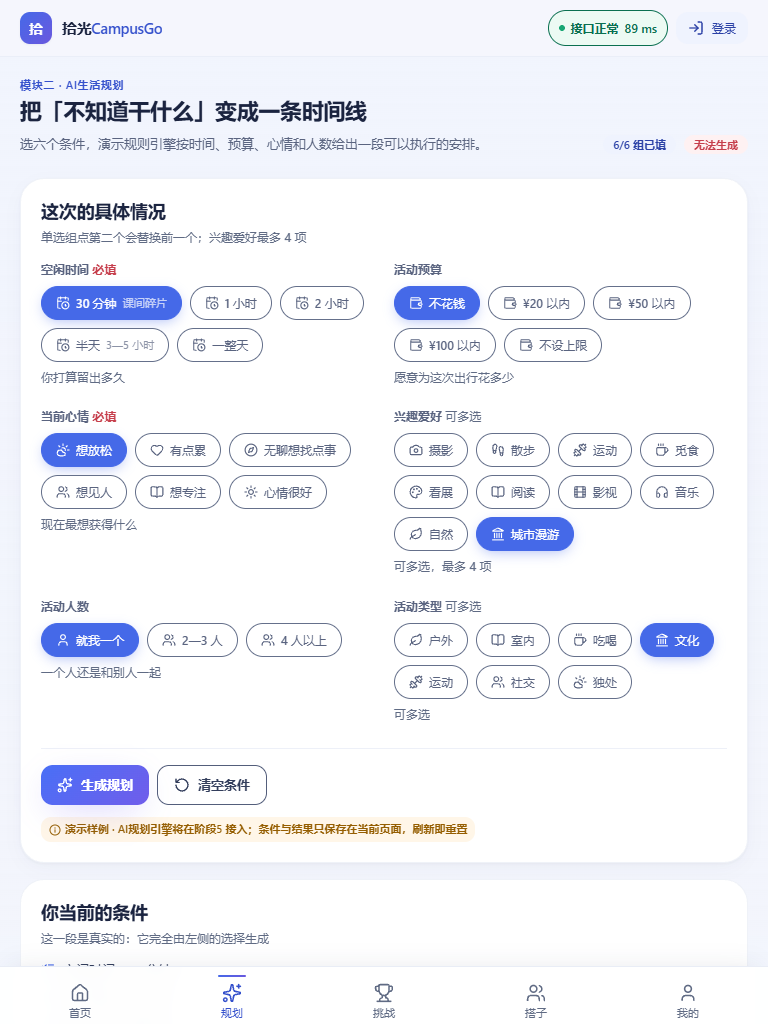 拾 拾光CampusGo 接口正常 89 ms 登录
模块二 · AI生活规划
把「不知道干什么」变成一条时间线
选六个条件，演示规则引擎按时间、预算、心情和人数给出一段可以执行的安排。 6/6 组已填 无法生成
这次的具体情况
单选组点第二个会替换前一个；兴趣爱好最多 4 项
空闲时间 必填
30 分钟 课间碎片 1 小时 2 小时
半天 3—5 小时 一整天
你打算留出多久
活动预算
不花钱 ¥20 以内 ¥50 以内
¥100 以内 不设上限
愿意为这次出行花多少
当前心情 必填
想放松 有点累 无聊想找点事
想见人 想专注 心情很好
现在最想获得什么
兴趣爱好 可多选
摄影 散步 运动 觅食
看展 阅读 影视 音乐
自然 城市漫游
可多选，最多 4 项
活动人数
就我一个 2—3 人 4 人以上
一个人还是和别人一起
活动类型 可多选
户外 室内 吃喝 文化
运动 社交 独处
可多选
生成规划 清空条件
演示样例 · AI规划引擎将在阶段5 接入；条件与结果只保存在当前页面，刷新即重置
你当前的条件
这一段是真实的：它完全由左侧的选择生成
首页 规划 挑战 搭子 我的